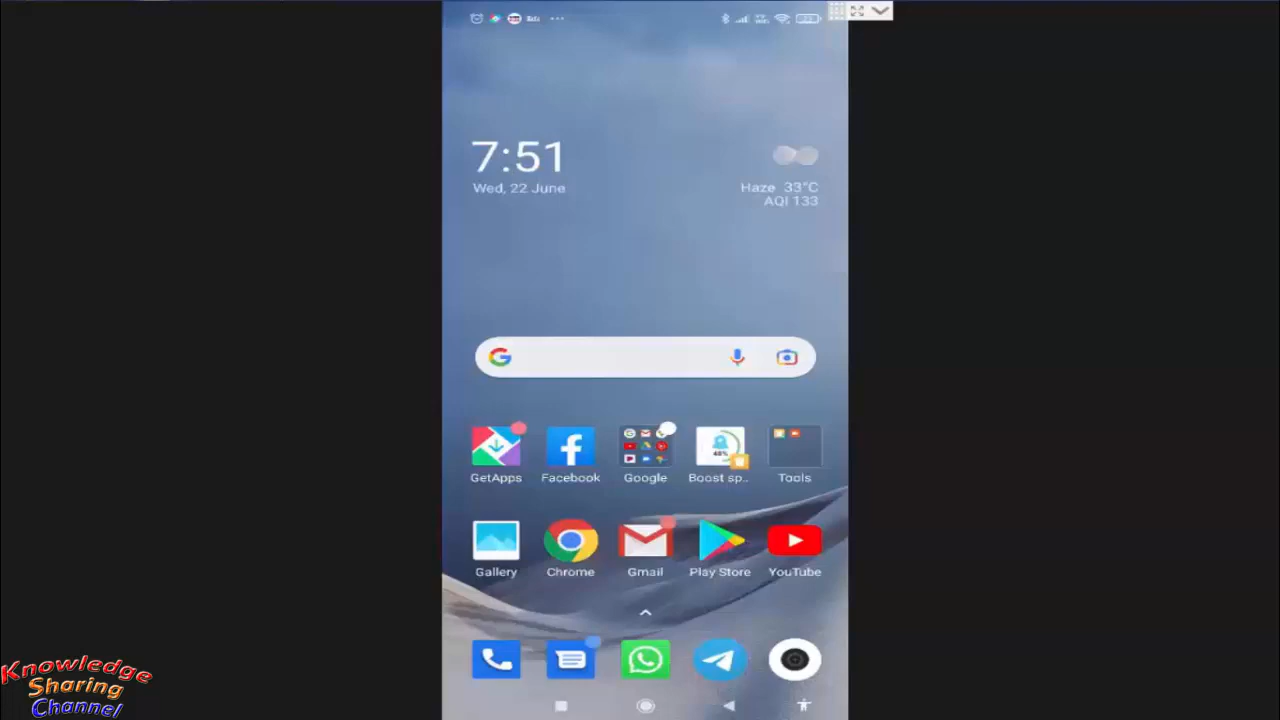 7:51
Wed, 22 June
Haze 33°C
AQI 133
GetApps
Facebook
Google
Boost sp..
Tools
48%
Gallery
Chrome
Gmail
Play Store
YouTube
Knowledge
Sharing
Channel